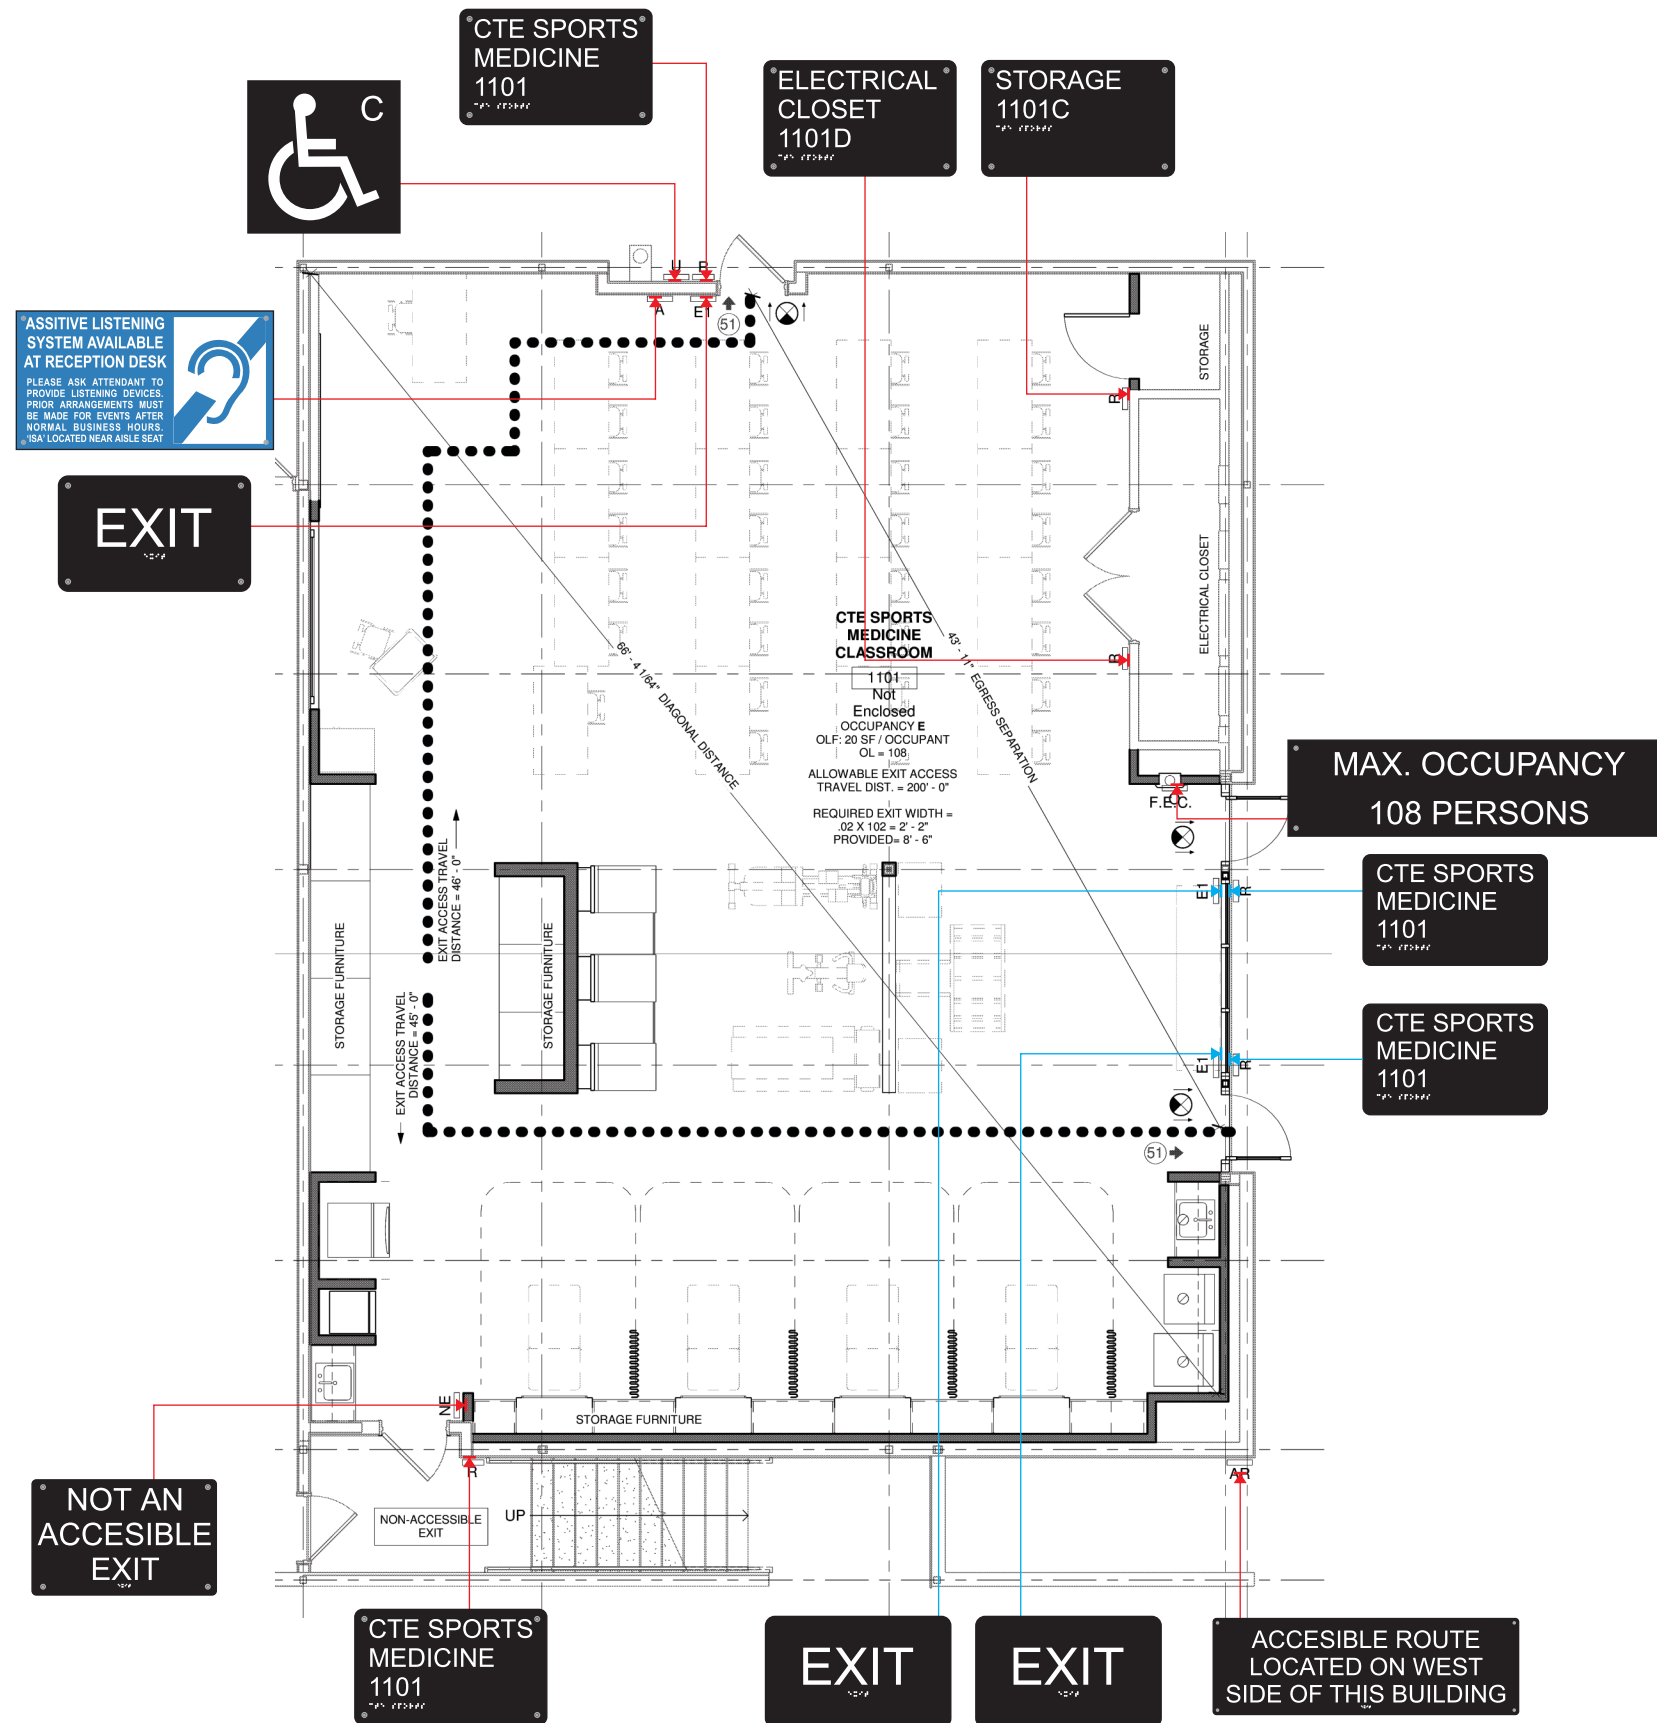 CTE SPORTS
MEDICINE
1101
C
ELECTRICAL
CLOSET
1101D
STORAGE
1101C
U
R
A
E1
51
ASSITIVE LISTENING
SYSTEM AVAILABLE
AT RECEPTION DESK
PLEASE ASK ATTENDANT TO
PROVIDE LISTENING DEVICES.
PRIOR ARRANGEMENTS MUST
BE MADE FOR EVENTS AFTER
NORMAL BUSINESS HOURS.
'ISA' LOCATED NEAR AISLE SEAT
STORAGE
R
EXIT
ELECTRICAL CLOSET
R
CTE SPORTS
MEDICINE
CLASSROOM
1101
Not
Enclosed
OCCUPANCY E
OLF: 20 SF / OCCUPANT
OL = 108
ALLOWABLE EXIT ACCESS
TRAVEL DIST. = 200' - 0"
REQUIRED EXIT WIDTH =
.02 X 102 = 2' - 2"
PROVIDED= 8' - 6"
66' - 4 1/64" DIAGONAL DISTANCE
43' - 11" EGRESS SEPARATION
F.E.C.
MAX. OCCUPANCY
108 PERSONS
EXIT ACCESS TRAVEL
DISTANCE = 46' - 0"
CTE SPORTS
MEDICINE
1101
E1
R
STORAGE FURNITURE
STORAGE FURNITURE
EXIT ACCESS TRAVEL
DISTANCE = 45' - 0"
CTE SPORTS
MEDICINE
1101
E1
R
51
NE
STORAGE FURNITURE
R
AR
NOT AN
ACCESIBLE
EXIT
NON-ACCESSIBLE
EXIT
UP
CTE SPORTS
MEDICINE
1101
EXIT
EXIT
ACCESIBLE ROUTE
LOCATED ON WEST
SIDE OF THIS BUILDING